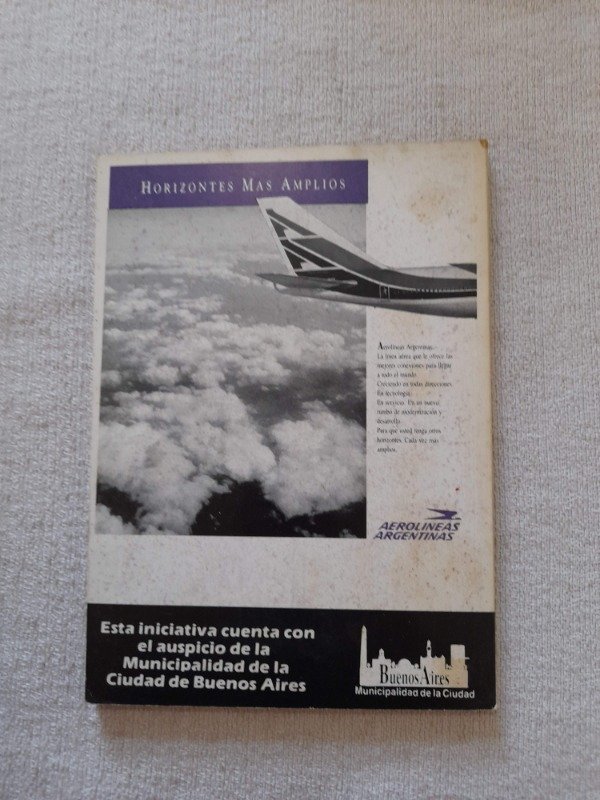 HORIZONTES MAS AMPLIOS
Aerolíneas Argentinas.
La línea aérea que le ofrece las
mejores conexiones para llegar
a todo el mundo.
Creciendo en todas direcciones.
En tecnología.
En servicio. En un nuevo
rumbo de modernización y
desarrollo.
Para que usted tenga otros
horizontes. Cada vez más
amplios.
AEROLINEAS
ARGENTINAS
Esta iniciativa cuenta con
el auspicio de la
Municipalidad de la
Ciudad de Buenos Aires
Buenos Aires
Municipalidad de la Ciudad